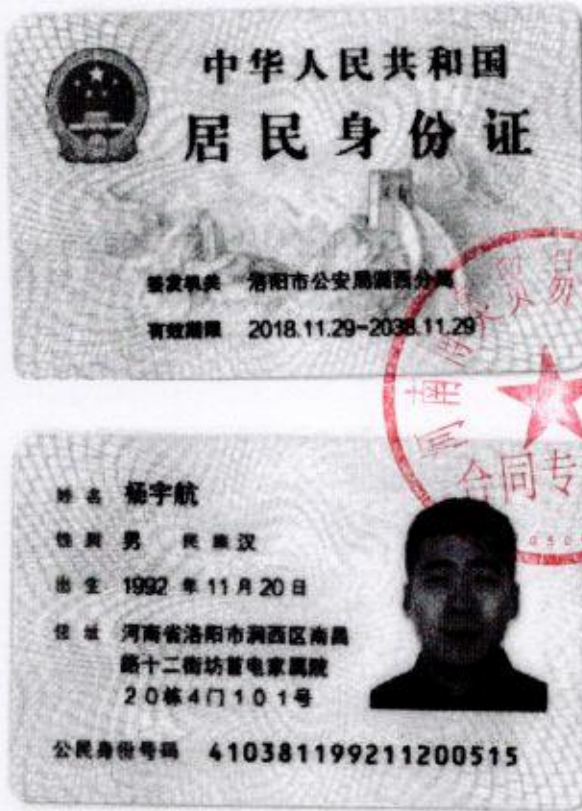 中华人民共和国
居民身份证
签发机关 洛阳市公安局涧西分局
有效期限 2018.11.29-2038.11.29
合同专
姓名 杨宇航
性别 男 民族 汉
出生 1992 年 11 月 20 日
住址 河南省洛阳市涧西区南昌
路十二街坊首电家属院
20栋4门101号
公民身份号码 410381199211200515